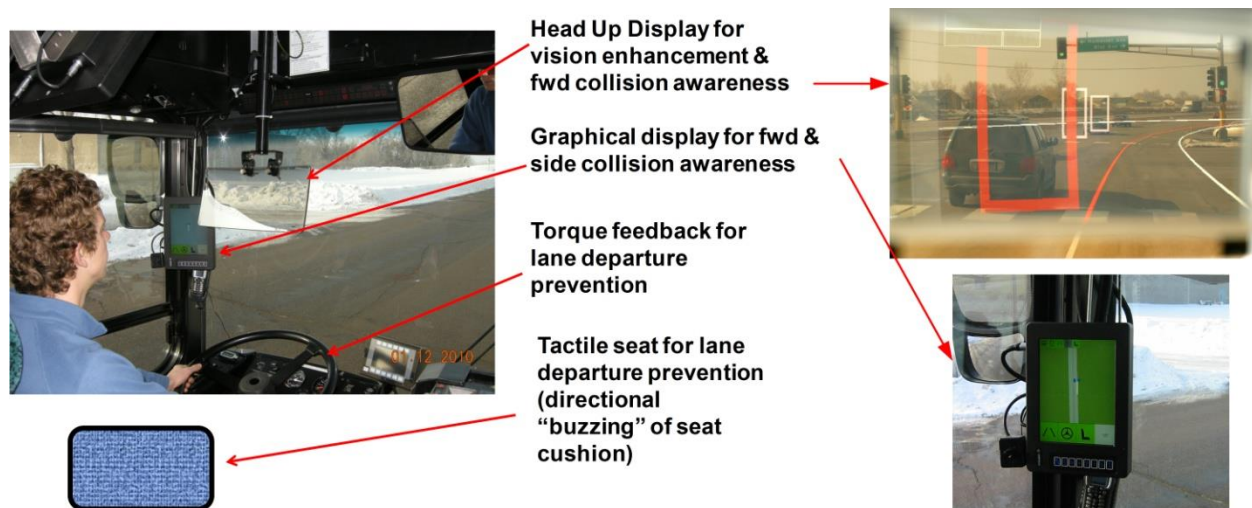 Head Up Display for
vision enhancement &
fwd collision awareness
Graphical display for fwd &
side collision awareness
Torque feedback for
lane departure
prevention
Tactile seat for lane
departure prevention
(directional
“buzzing” of seat
cushion)
01 12 2010